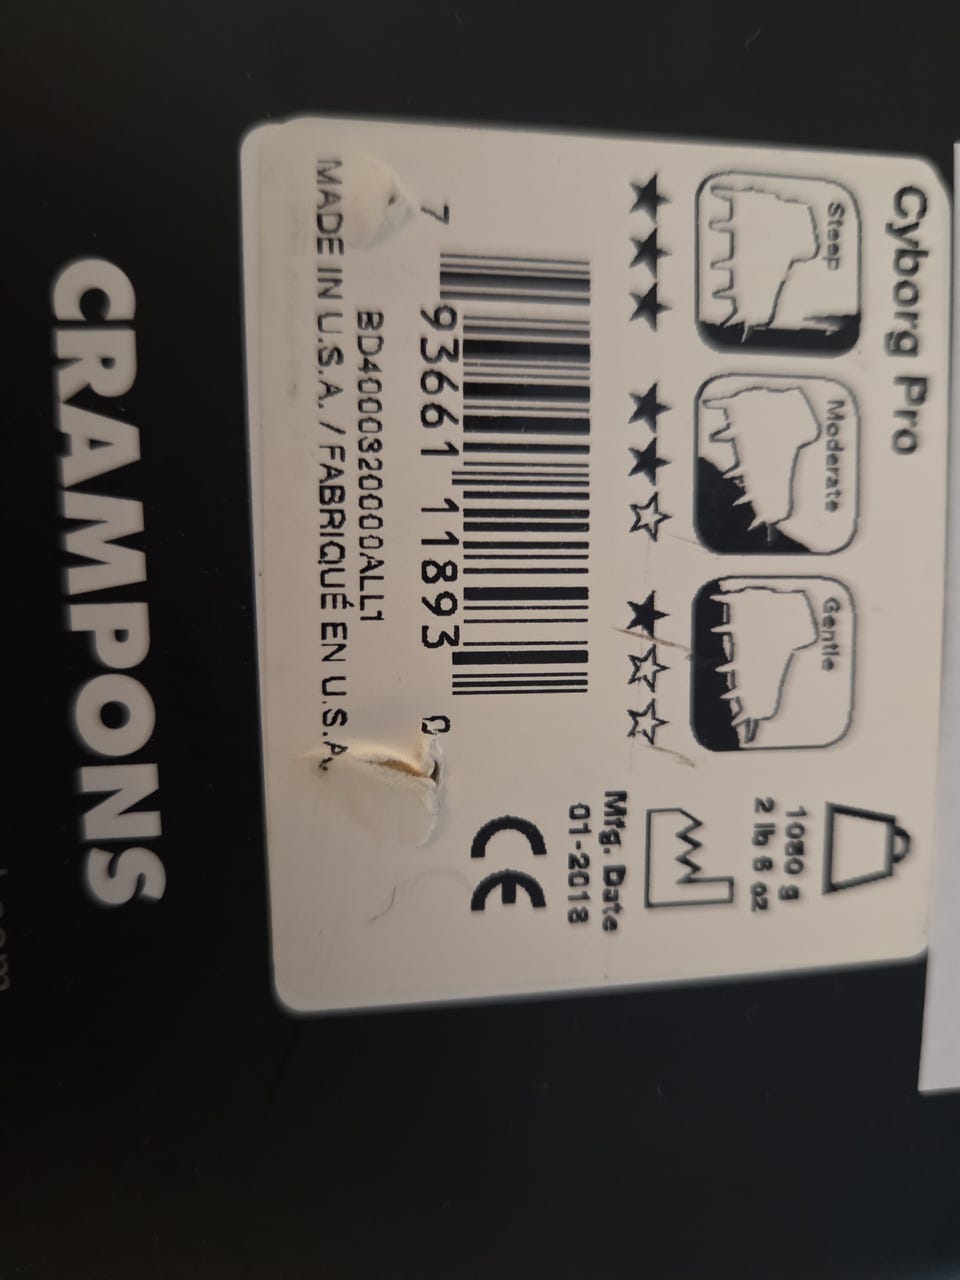 Cyborg Pro
Steep
Moderate
Gentle
1080 g
2 lb 6 oz
Mfg. Date
01-2018
CE
7 93661 11893 0
BD4000320000ALL1
MADE IN U.S.A. / FABRIQUÉ EN U.S.A.
CRAMPONS